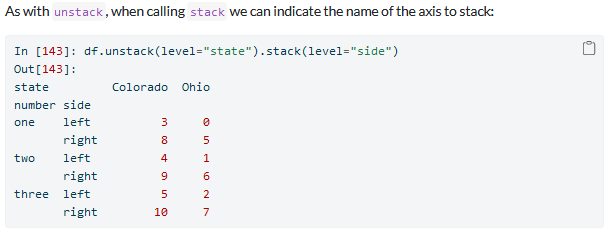 As with unstack, when calling stack we can indicate the name of the axis to stack:
In [143]: df.unstack(level="state").stack(level="side")
Out[143]:
state         Colorado  Ohio
number side
one    left          3     0
       right         8     5
two    left          4     1
       right         9     6
three  left          5     2
       right        10     7